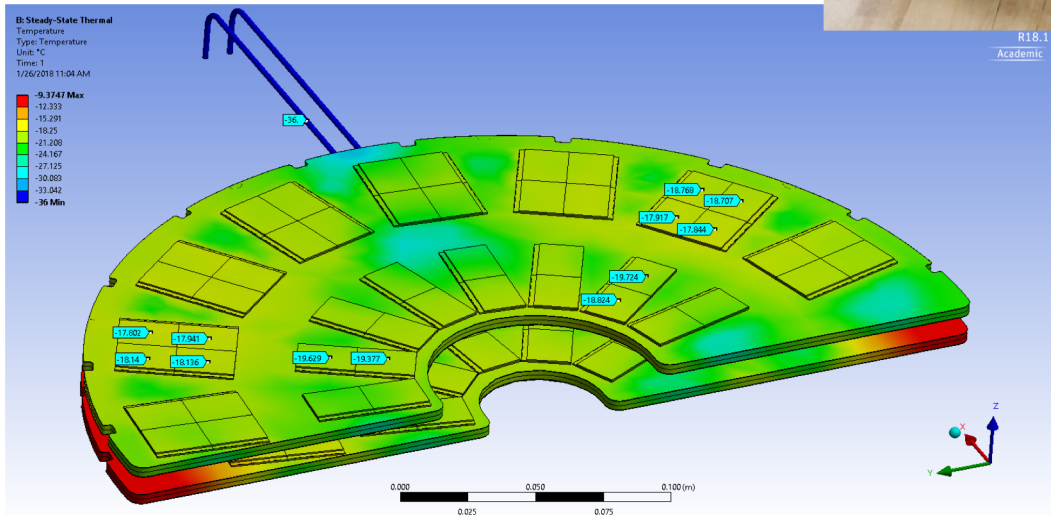 B: Steady-State Thermal
Temperature
Type: Temperature
Unit: °C
Time: 1
1/26/2018 11:04 AM
R18.1
Academic
-9.3747 Max
-12.333
-15.291
-18.25
-21.208
-24.167
-27.125
-30.083
-33.042
-36 Min
-36.
-18.768
-18.707
-17.917
-17.844
-19.724
-18.824
-17.802
-17.941
-18.14
-18.136
-19.629
-19.377
Z
X
Y
0.000
0.050
0.100 (m)
0.025
0.075